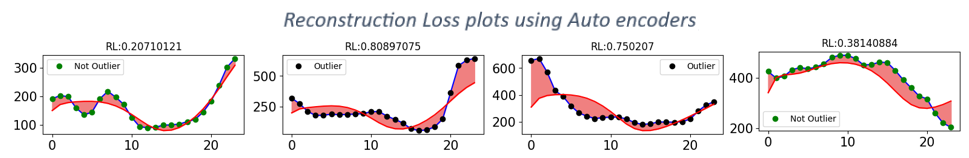 Reconstruction Loss plots using Auto encoders
RL:0.20710121
300
200
100
0
10
20
Not Outlier
RL:0.80897075
500
250
0
10
20
Outlier
RL:0.750207
600
400
200
0
10
20
Outlier
RL:0.38140884
400
200
0
10
20
Not Outlier